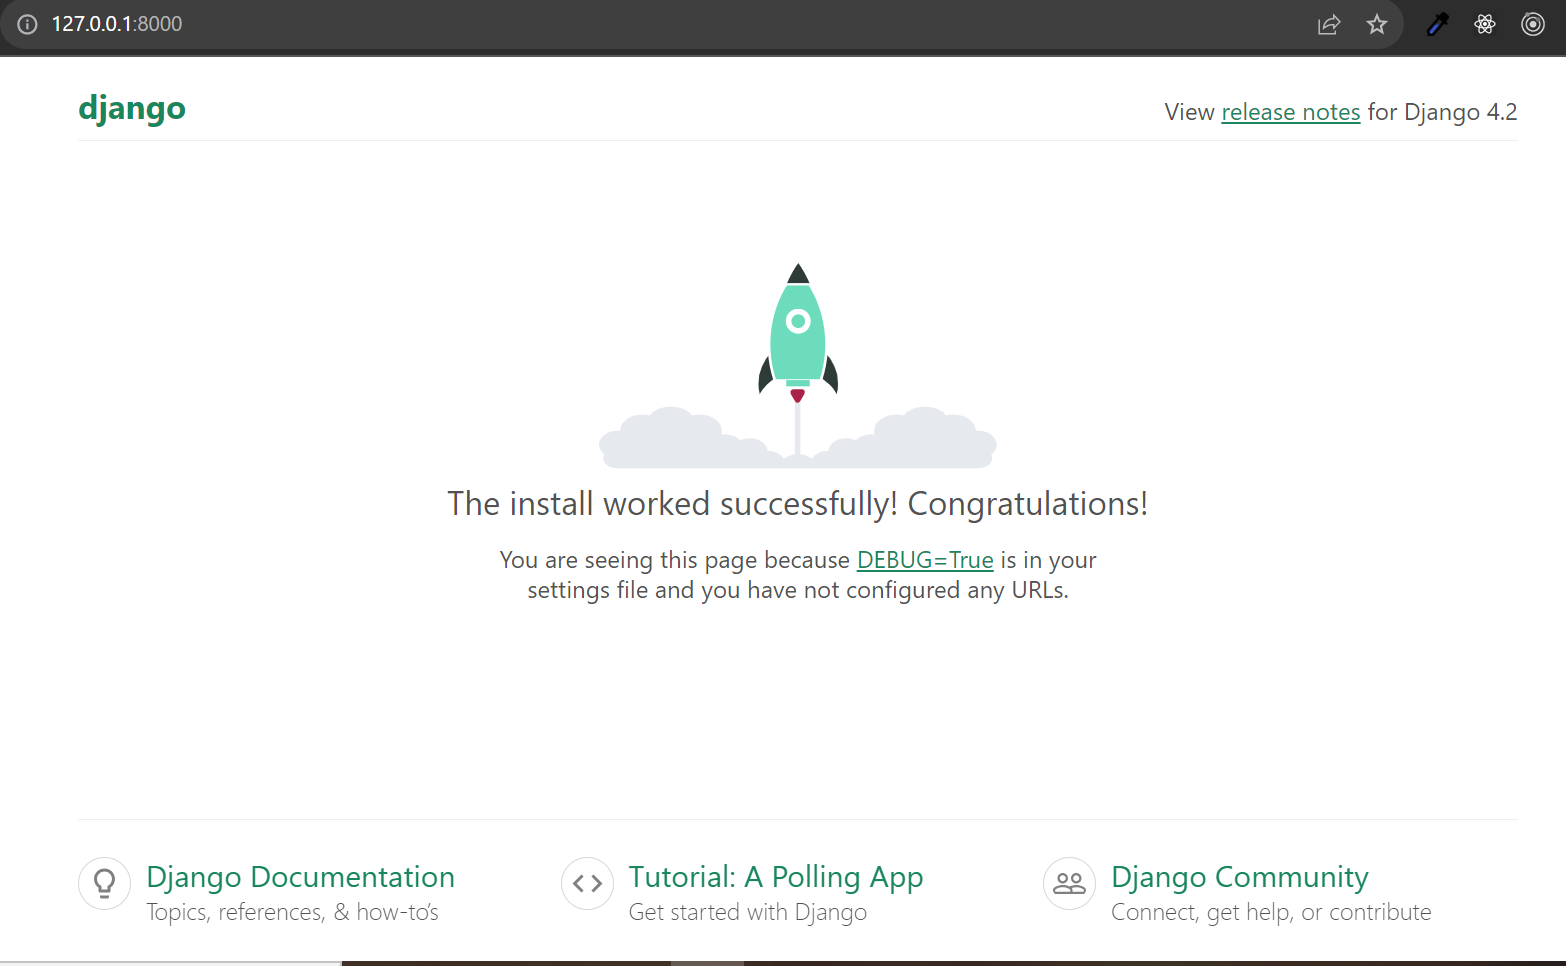 127.0.0.1:8000
django
View release notes for Django 4.2
The install worked successfully! Congratulations!
You are seeing this page because DEBUG=True is in your
settings file and you have not configured any URLs.
Django Documentation
Topics, references, & how-to’s
Tutorial: A Polling App
Get started with Django
Django Community
Connect, get help, or contribute